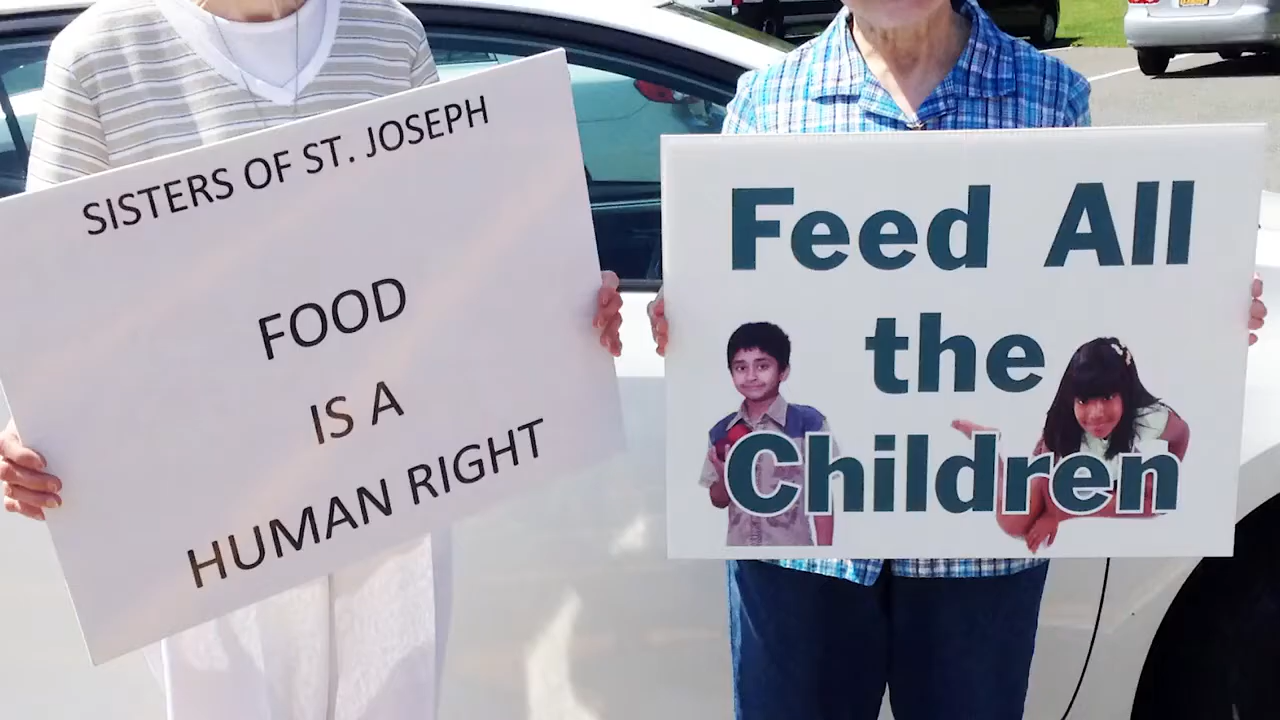 SISTERS OF ST. JOSEPH
FOOD
IS A
HUMAN RIGHT
Feed All
the
Children